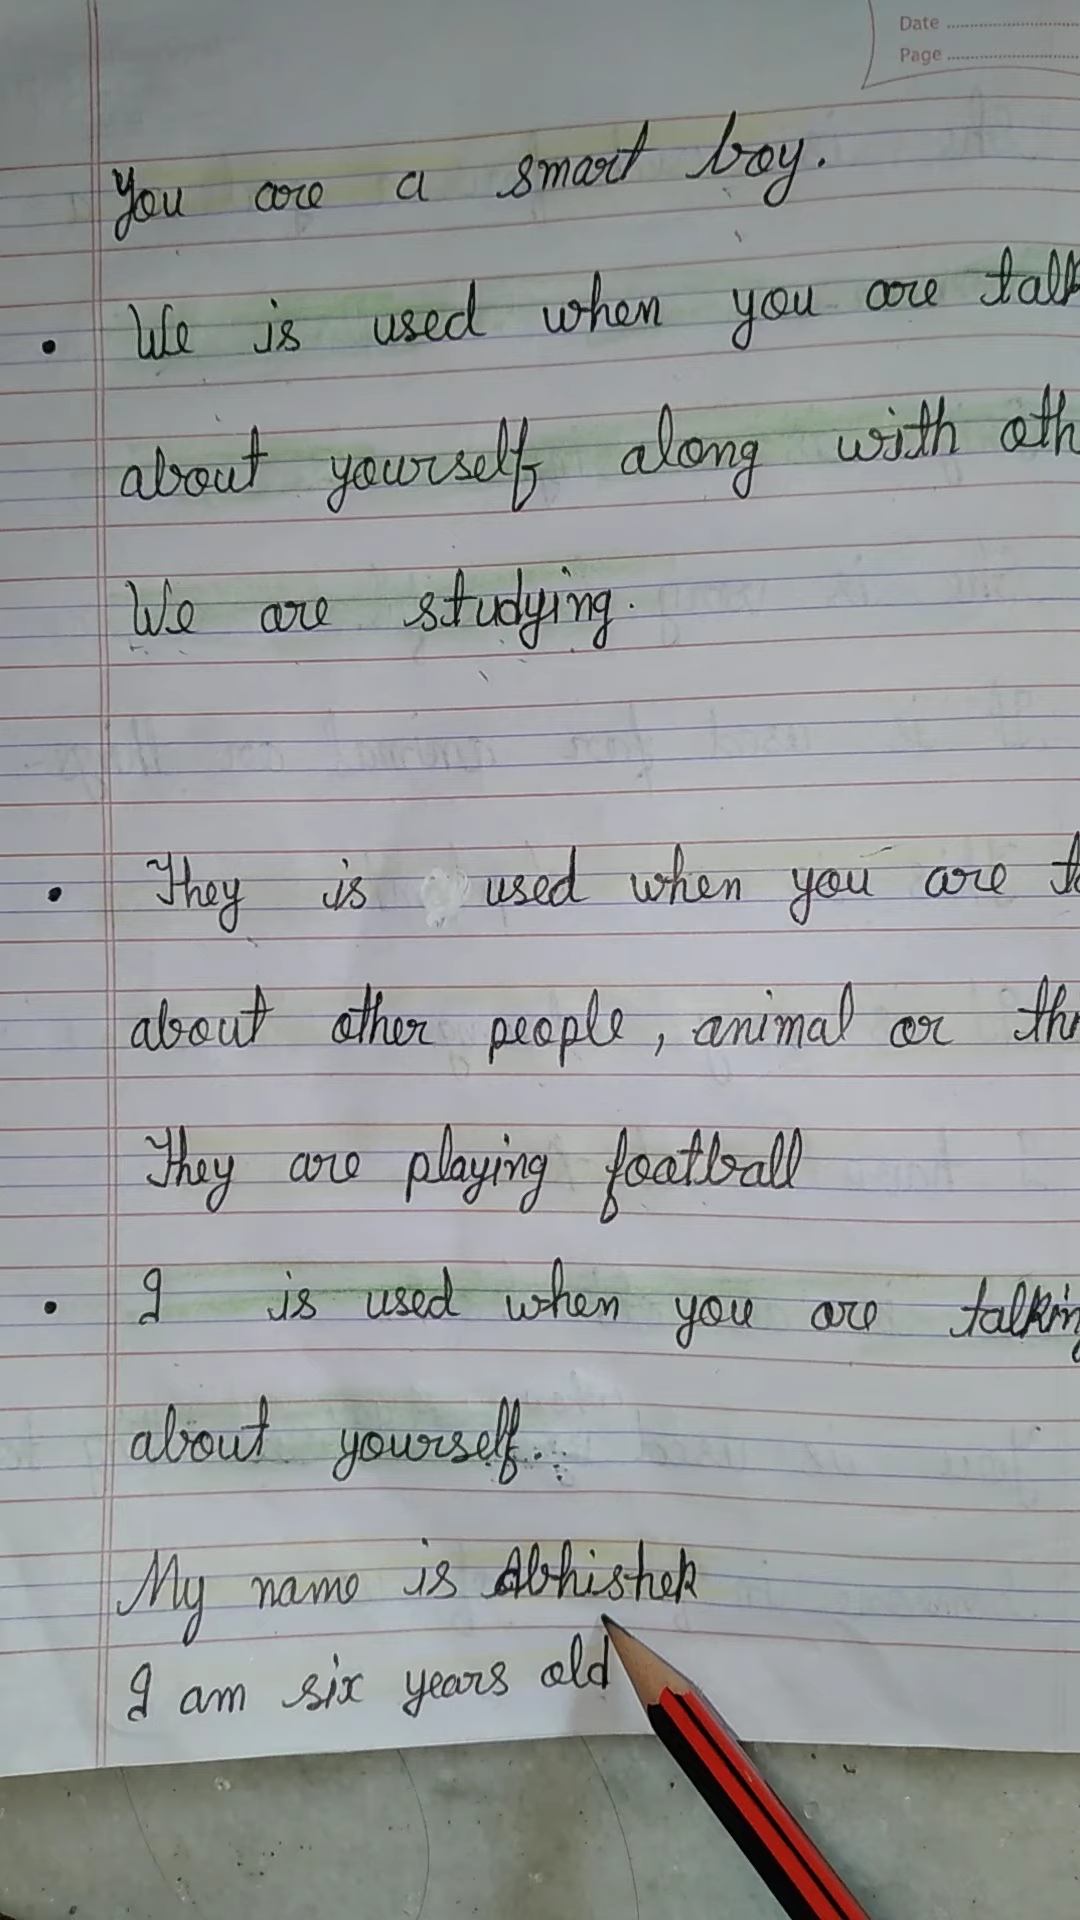 Date
Page
You are a smart boy.
• We is used when you are talk
about yourself along with oth
We are studying.
• They is used when you are t
about other people, animal or th
They are playing football
• I is used when you are talkin
about yourself.
My name is Abhishek
I am six years old